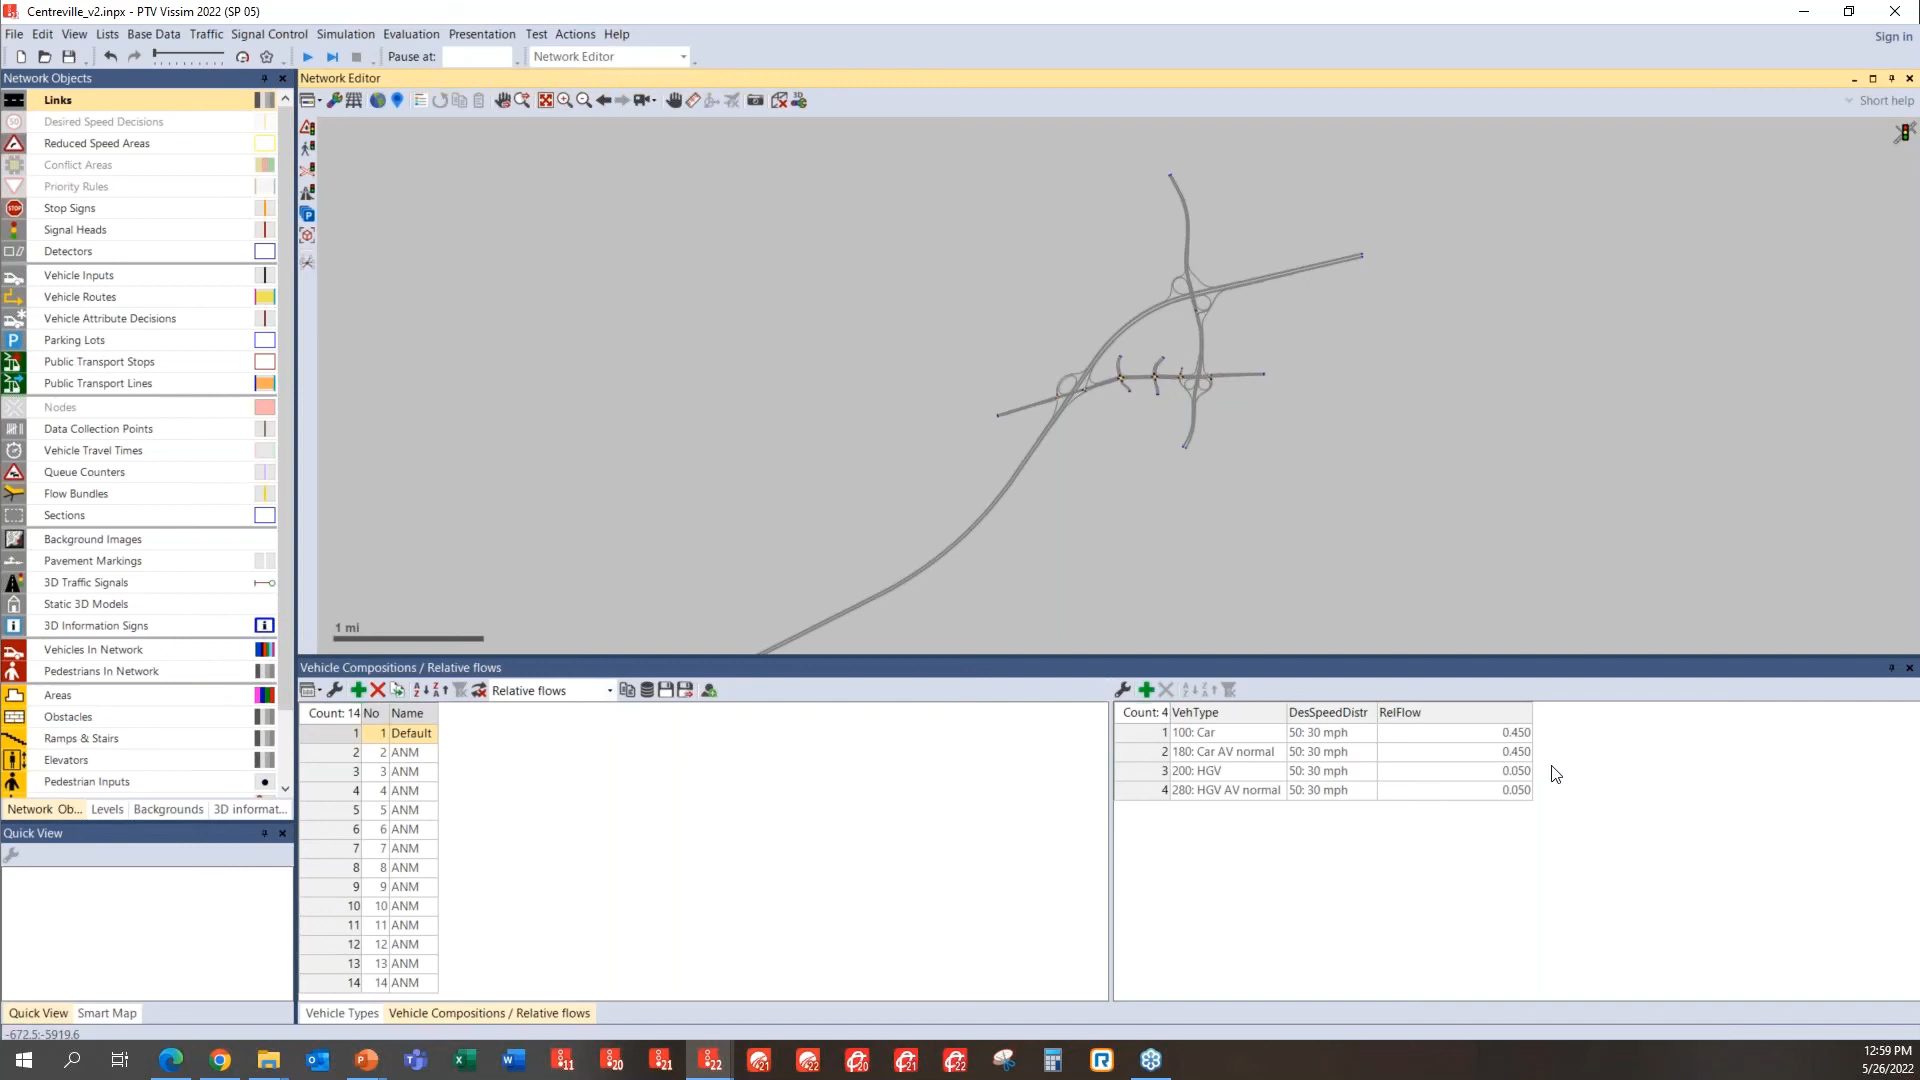 Centreville_v2.inpx - PTV Vissim 2022 (SP 05)
File Edit View Lists Base Data Traffic Signal Control Simulation Evaluation Presentation Test Actions Help
Sign in
Pause at:
Network Editor
Network Objects
Network Editor
Short help
Links
Desired Speed Decisions
Reduced Speed Areas
Conflict Areas
Priority Rules
Stop Signs
Signal Heads
Detectors
Vehicle Inputs
Vehicle Routes
Vehicle Attribute Decisions
Parking Lots
Public Transport Stops
Public Transport Lines
Nodes
Data Collection Points
Vehicle Travel Times
Queue Counters
Flow Bundles
Sections
Background Images
Pavement Markings
3D Traffic Signals
Static 3D Models
3D Information Signs
Vehicles In Network
Pedestrians In Network
Areas
Obstacles
Ramps & Stairs
Elevators
Pedestrian Inputs
Network Ob... Levels Backgrounds 3D informat...
Quick View
Quick View Smart Map
-672.5:-5919.6
1 mi
Vehicle Compositions / Relative flows
Relative flows
Count: 14 No Name
1 1 Default
2 2 ANM
3 3 ANM
4 4 ANM
5 5 ANM
6 6 ANM
7 7 ANM
8 8 ANM
9 9 ANM
10 10 ANM
11 11 ANM
12 12 ANM
13 13 ANM
14 14 ANM
Count: 4 VehType DesSpeedDistr RelFlow
1 100: Car 50: 30 mph 0.450
2 180: Car AV normal 50: 30 mph 0.450
3 200: HGV 50: 30 mph 0.050
4 280: HGV AV normal 50: 30 mph 0.050
Vehicle Types Vehicle Compositions / Relative flows
12:59 PM
5/26/2022